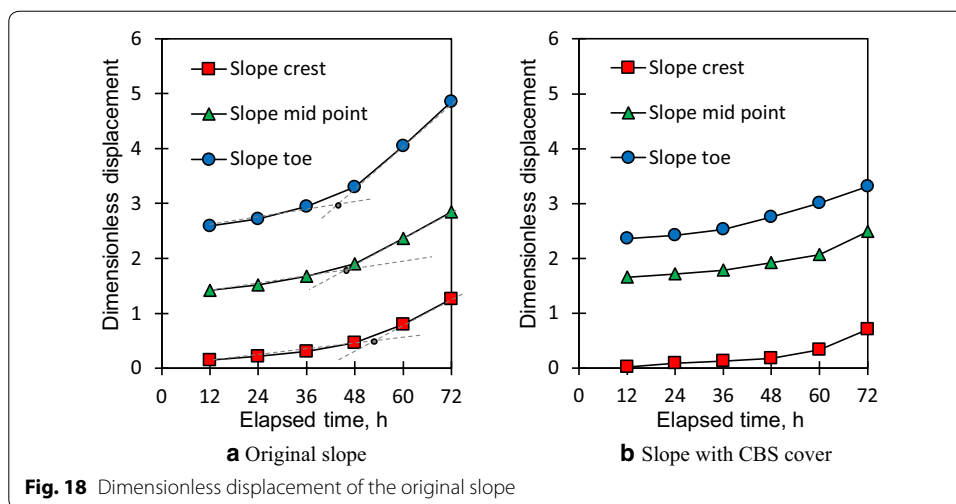 6
5
4
3
2
1
0
Dimensionless displacement
Slope crest
Slope mid point
Slope toe
0 12 24 36 48 60 72
Elapsed time, h
a Original slope
6
5
4
3
2
1
0
Dimensionless displacement
Slope crest
Slope mid point
Slope toe
0 12 24 36 48 60 72
Elapsed time, h
b Slope with CBS cover
Fig. 18 Dimensionless displacement of the original slope